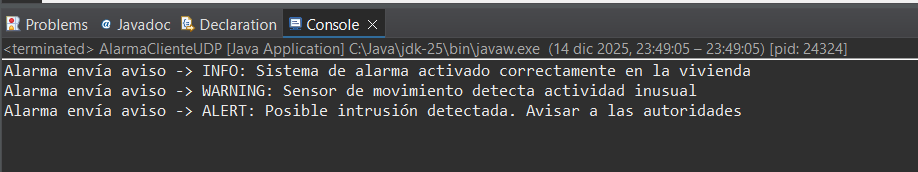 Problems Javadoc Declaration Console
<terminated> AlarmaClienteUDP [Java Application] C:\Java\jdk-25\bin\javaw.exe (14 dic 2025, 23:49:05 – 23:49:05) [pid: 24324]
Alarma envía aviso -> INFO: Sistema de alarma activado correctamente en la vivienda
Alarma envía aviso -> WARNING: Sensor de movimiento detecta actividad inusual
Alarma envía aviso -> ALERT: Posible intrusión detectada. Avisar a las autoridades